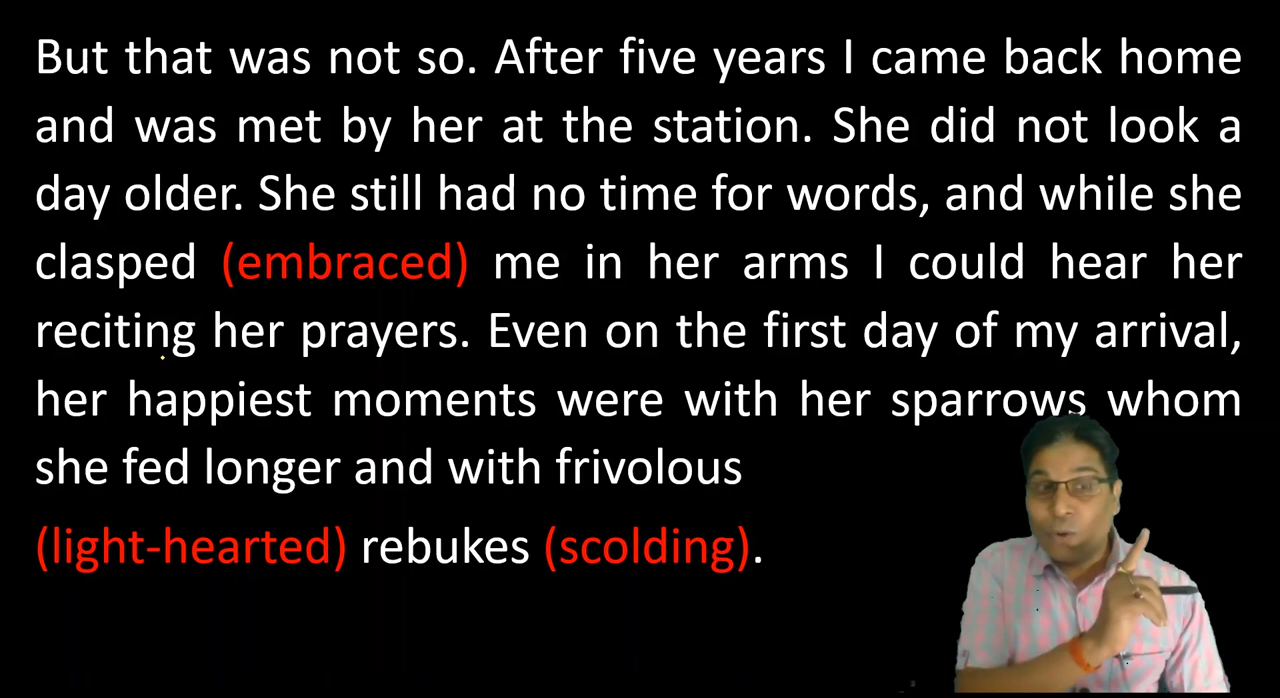 But that was not so. After five years I came back home
and was met by her at the station. She did not look a
day older. She still had no time for words, and while she
clasped (embraced) me in her arms I could hear her
reciting her prayers. Even on the first day of my arrival,
her happiest moments were with her sparrows whom
she fed longer and with frivolous
(light-hearted) rebukes (scolding).